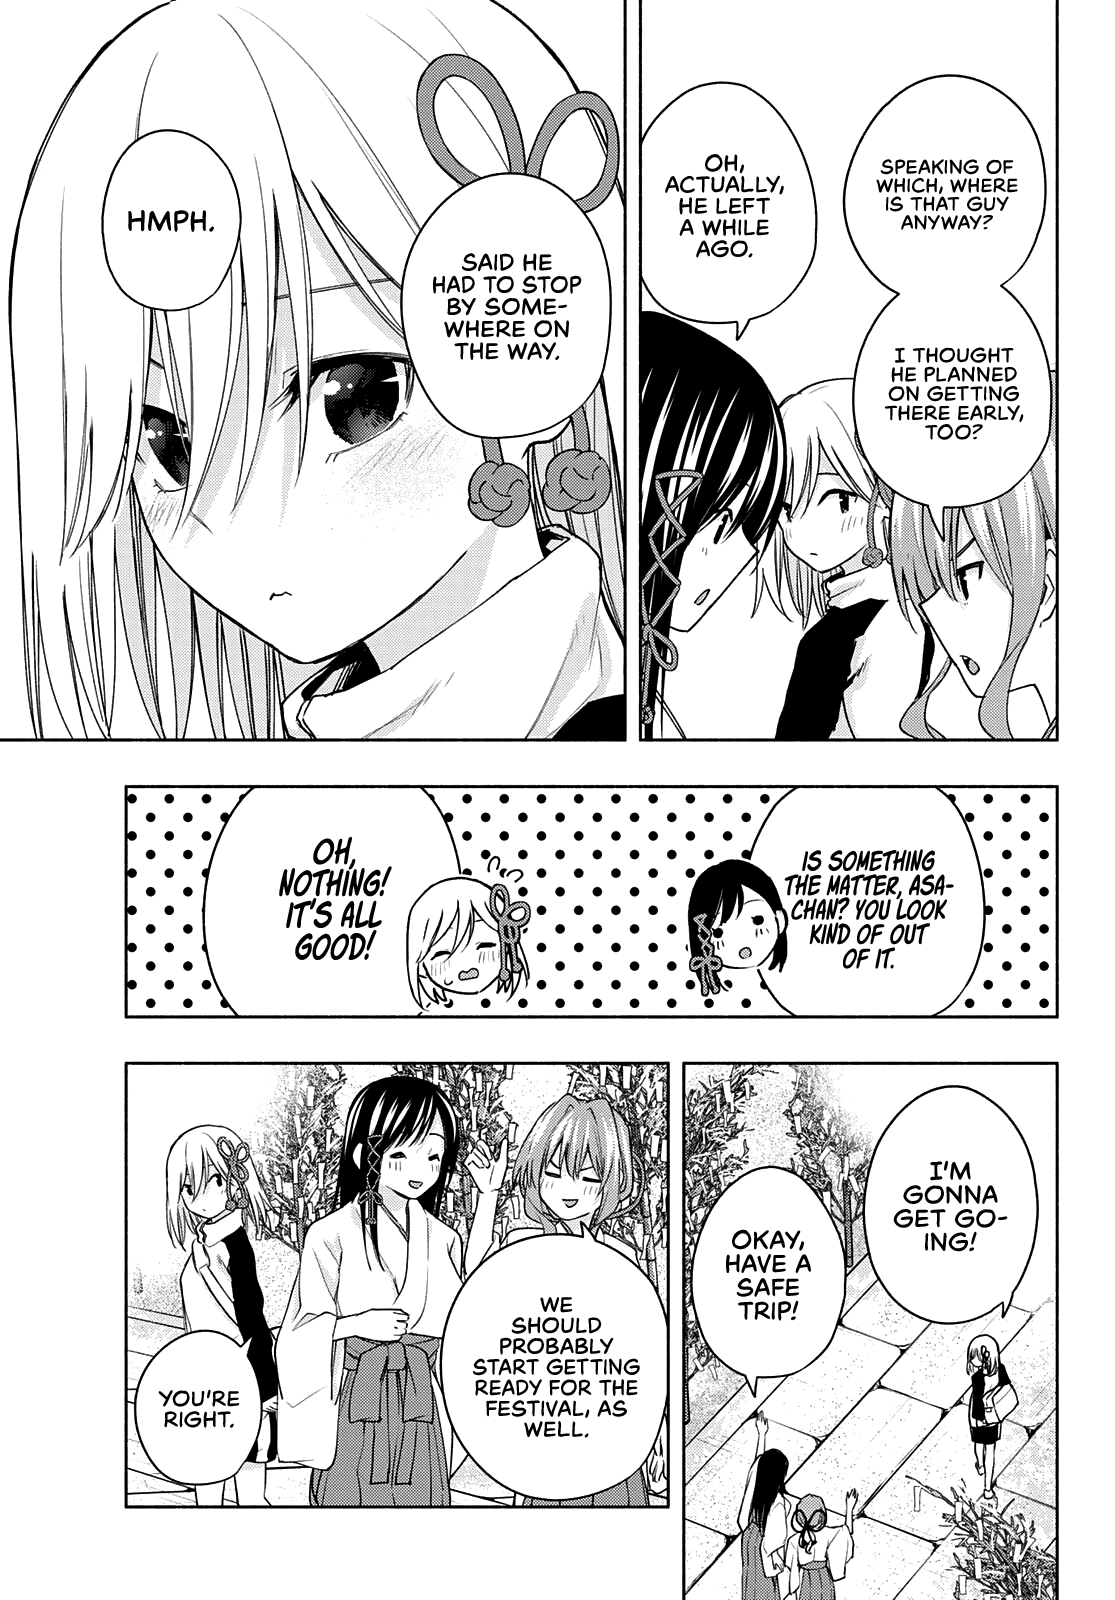 SPEAKING OF
WHICH, WHERE
IS THAT GUY
ANYWAY?
I THOUGHT
HE PLANNED
ON GETTING
THERE EARLY,
TOO?
OH,
ACTUALLY,
HE LEFT
A WHILE
AGO.
SAID HE
HAD TO STOP
BY SOME-
WHERE ON
THE WAY.
HMPH.
IS SOMETHING
THE MATTER, ASA-
CHAN? YOU LOOK
KIND OF OUT
OF IT.
OH,
NOTHING!
IT'S ALL
GOOD!
I'M
GONNA
GET GO-
ING!
OKAY,
HAVE A
SAFE
TRIP!
WE
SHOULD
PROBABLY
START GETTING
READY FOR THE
FESTIVAL, AS
WELL.
YOU'RE
RIGHT.